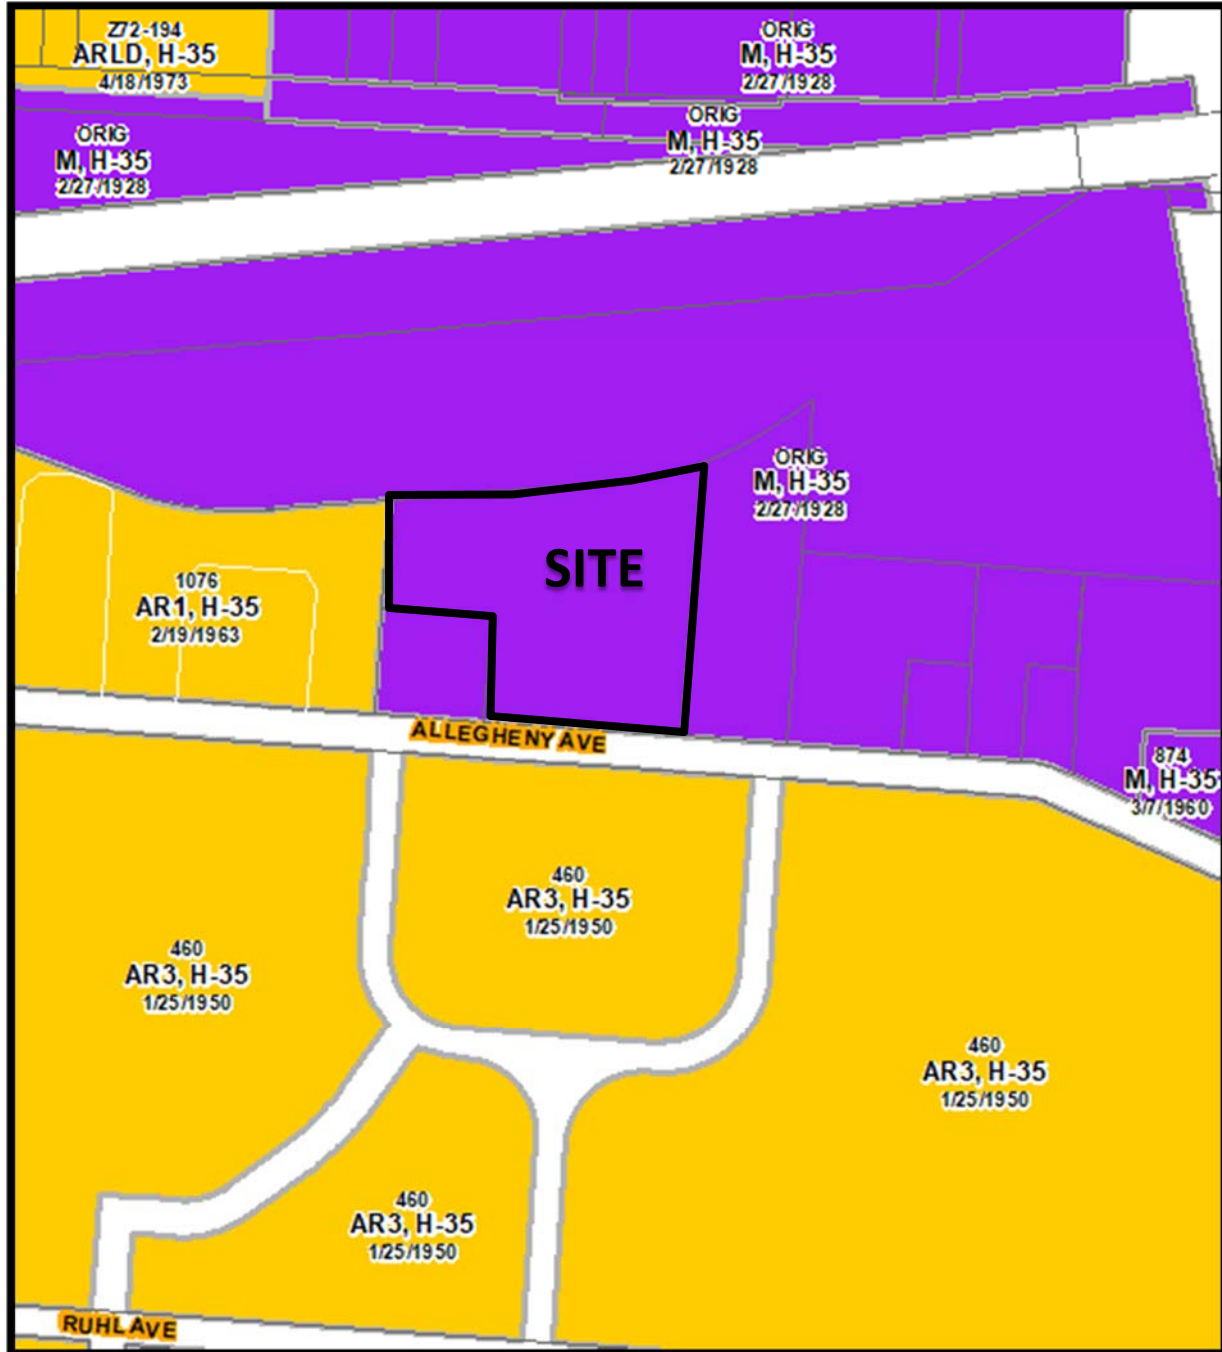 Z72-194
ARLD, H-35
4/18/1973
ORIG
M, H-35
2/27/1928
ORIG
M, H-35
2/27/1928
ORIG
M, H-35
2/27/1928
ORIG
M, H-35
2/27/1928
SITE
1076
AR1, H-35
2/19/1963
ALLEGHENY AVE
874
M, H-35
3/7/1960
460
AR3, H-35
1/25/1950
460
AR3, H-35
1/25/1950
460
AR3, H-35
1/25/1950
460
AR3, H-35
1/25/1950
RUHL AVE